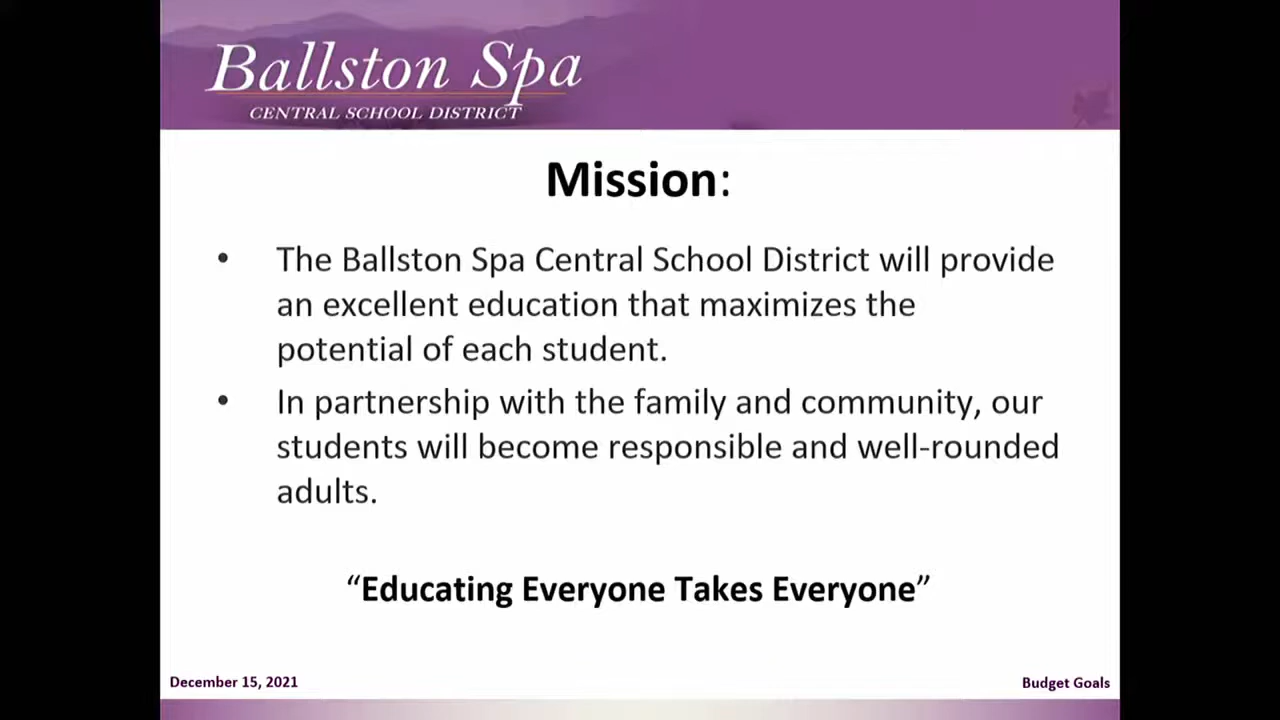 Ballston Spa
CENTRAL SCHOOL DISTRICT
Mission:
• The Ballston Spa Central School District will provide
an excellent education that maximizes the
potential of each student.
• In partnership with the family and community, our
students will become responsible and well-rounded
adults.
“Educating Everyone Takes Everyone”
December 15, 2021
Budget Goals